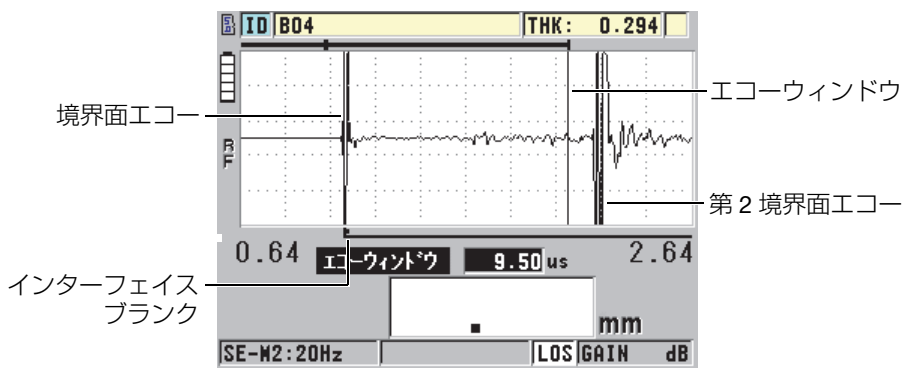 ID B04 THK: 0.294
境界面エコー
エコーウィンドウ
RF
第 2 境界面エコー
0.64 エコーウィンドウ 9.50 us 2.64
インターフェイス
ブランク
mm
SE-M2:20Hz LOS GAIN dB